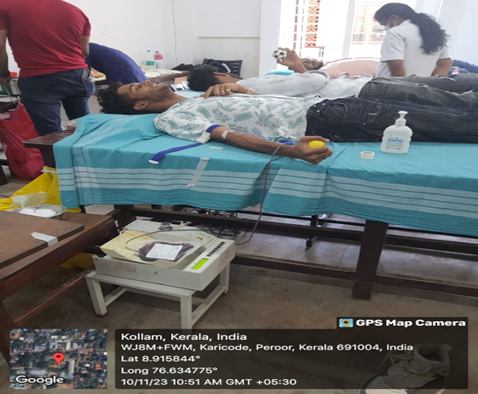 GPS Map Camera
Kollam, Kerala, India
WJ8M+FWM, Karicode, Peroor, Kerala 691004, India
Lat 8.915844°
Long 76.634775°
10/11/23 10:51 AM GMT +05:30
Google